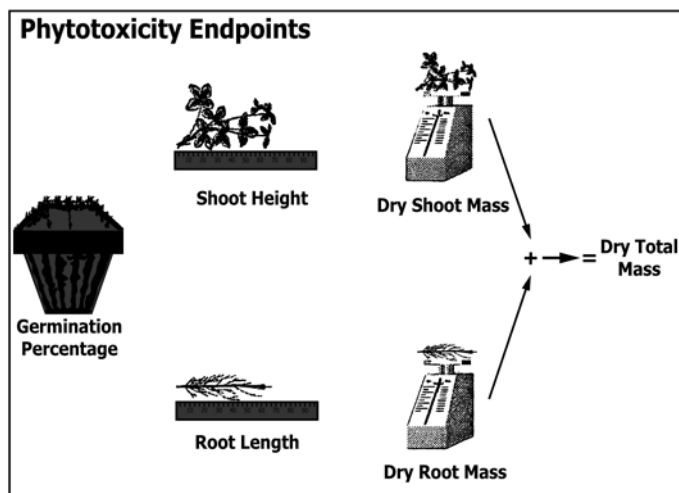 Phytotoxicity Endpoints
Shoot Height
Dry Shoot Mass
+
= Dry Total
Mass
Germination
Percentage
Root Length
Dry Root Mass